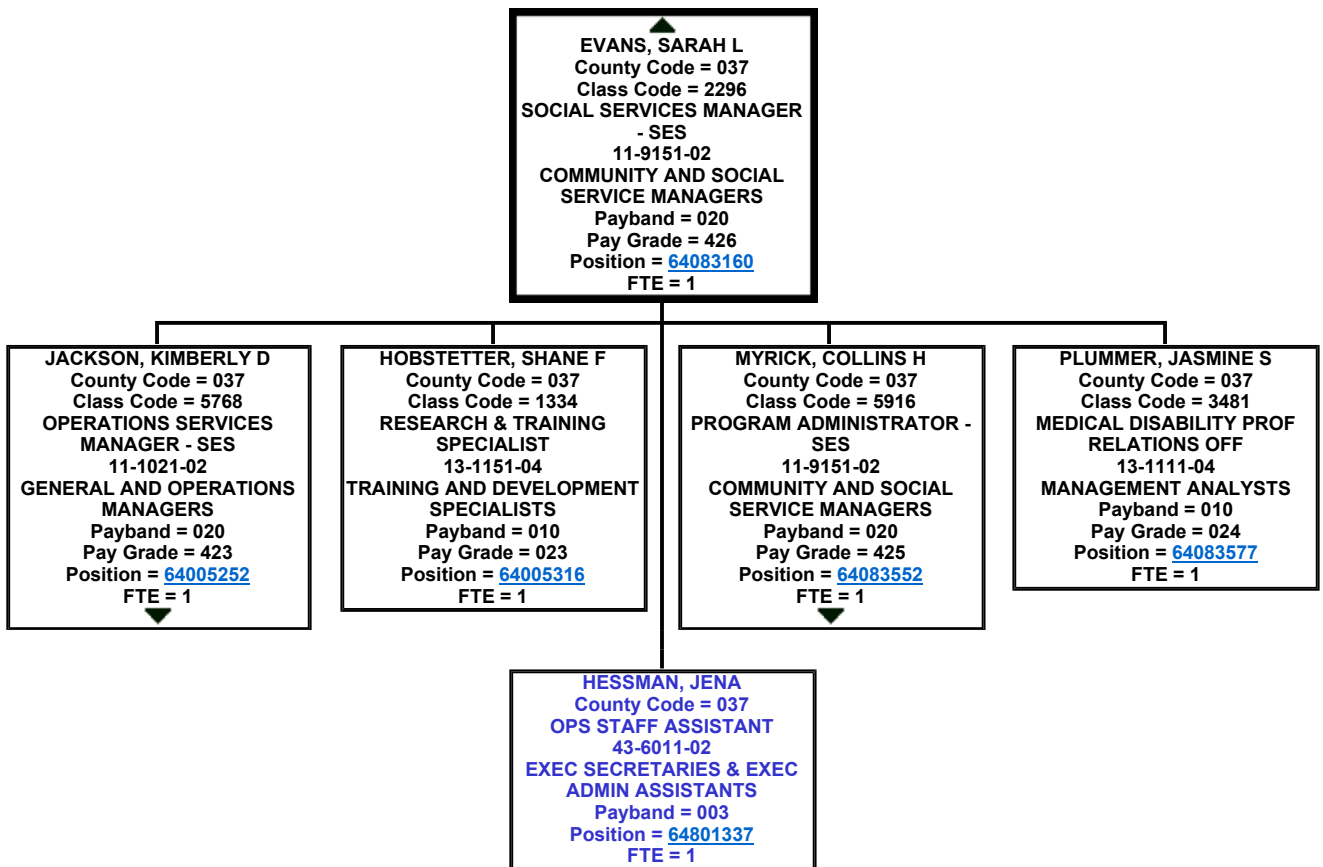 EVANS, SARAH L
County Code = 037
Class Code = 2296
SOCIAL SERVICES MANAGER
- SES
11-9151-02
COMMUNITY AND SOCIAL
SERVICE MANAGERS
Payband = 020
Pay Grade = 426
Position = 64083160
FTE = 1
JACKSON, KIMBERLY D
County Code = 037
Class Code = 5768
OPERATIONS SERVICES
MANAGER - SES
11-1021-02
GENERAL AND OPERATIONS
MANAGERS
Payband = 020
Pay Grade = 423
Position = 64005252
FTE = 1
HOBSTETTER, SHANE F
County Code = 037
Class Code = 1334
RESEARCH & TRAINING
SPECIALIST
13-1151-04
TRAINING AND DEVELOPMENT
SPECIALISTS
Payband = 010
Pay Grade = 023
Position = 64005316
FTE = 1
MYRICK, COLLINS H
County Code = 037
Class Code = 5916
PROGRAM ADMINISTRATOR -
SES
11-9151-02
COMMUNITY AND SOCIAL
SERVICE MANAGERS
Payband = 020
Pay Grade = 425
Position = 64083552
FTE = 1
PLUMMER, JASMINE S
County Code = 037
Class Code = 3481
MEDICAL DISABILITY PROF
RELATIONS OFF
13-1111-04
MANAGEMENT ANALYSTS
Payband = 010
Pay Grade = 024
Position = 64083577
FTE = 1
HESSMAN, JENA
County Code = 037
OPS STAFF ASSISTANT
43-6011-02
EXEC SECRETARIES & EXEC
ADMIN ASSISTANTS
Payband = 003
Position = 64801337
FTE = 1